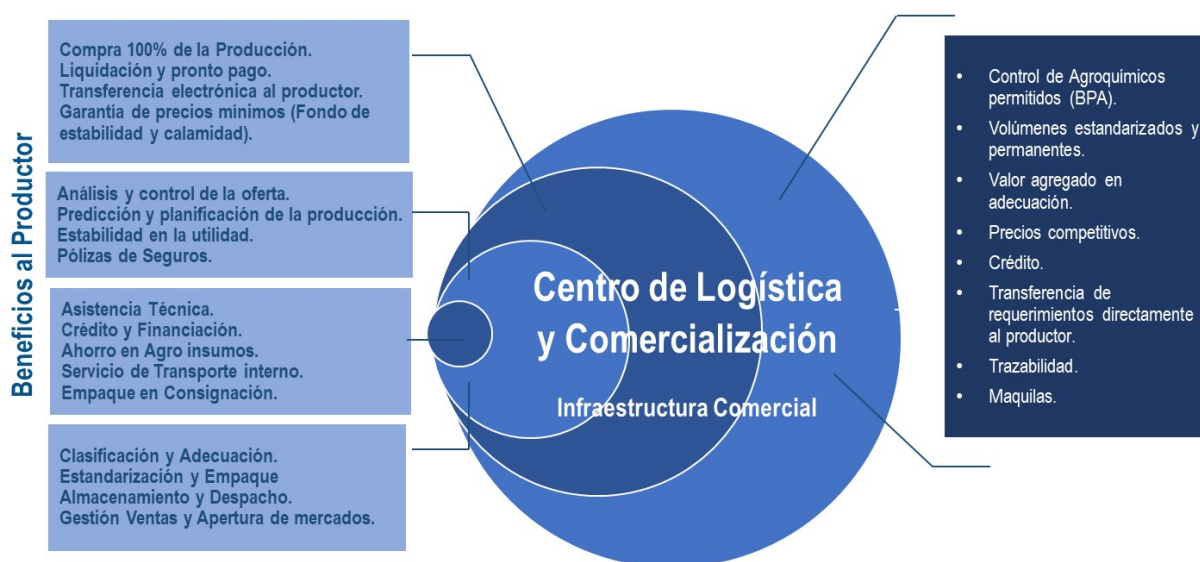 Beneficios al Productor
Compra 100% de la Producción.
Liquidación y pronto pago.
Transferencia electrónica al productor.
Garantía de precios mínimos (Fondo de
estabilidad y calamidad).
Análisis y control de la oferta.
Predicción y planificación de la producción.
Estabilidad en la utilidad.
Pólizas de Seguros.
Asistencia Técnica.
Crédito y Financiación.
Ahorro en Agro insumos.
Servicio de Transporte interno.
Empaque en Consignación.
Clasificación y Adecuación.
Estandarización y Empaque
Almacenamiento y Despacho.
Gestión Ventas y Apertura de mercados.
Centro de Logística
y Comercialización
Infraestructura Comercial
• Control de Agroquímicos
permitidos (BPA).
• Volúmenes estandarizados y
permanentes.
• Valor agregado en
adecuación.
• Precios competitivos.
• Crédito.
• Transferencia de
requerimientos directamente
al productor.
• Trazabilidad.
• Maquilas.